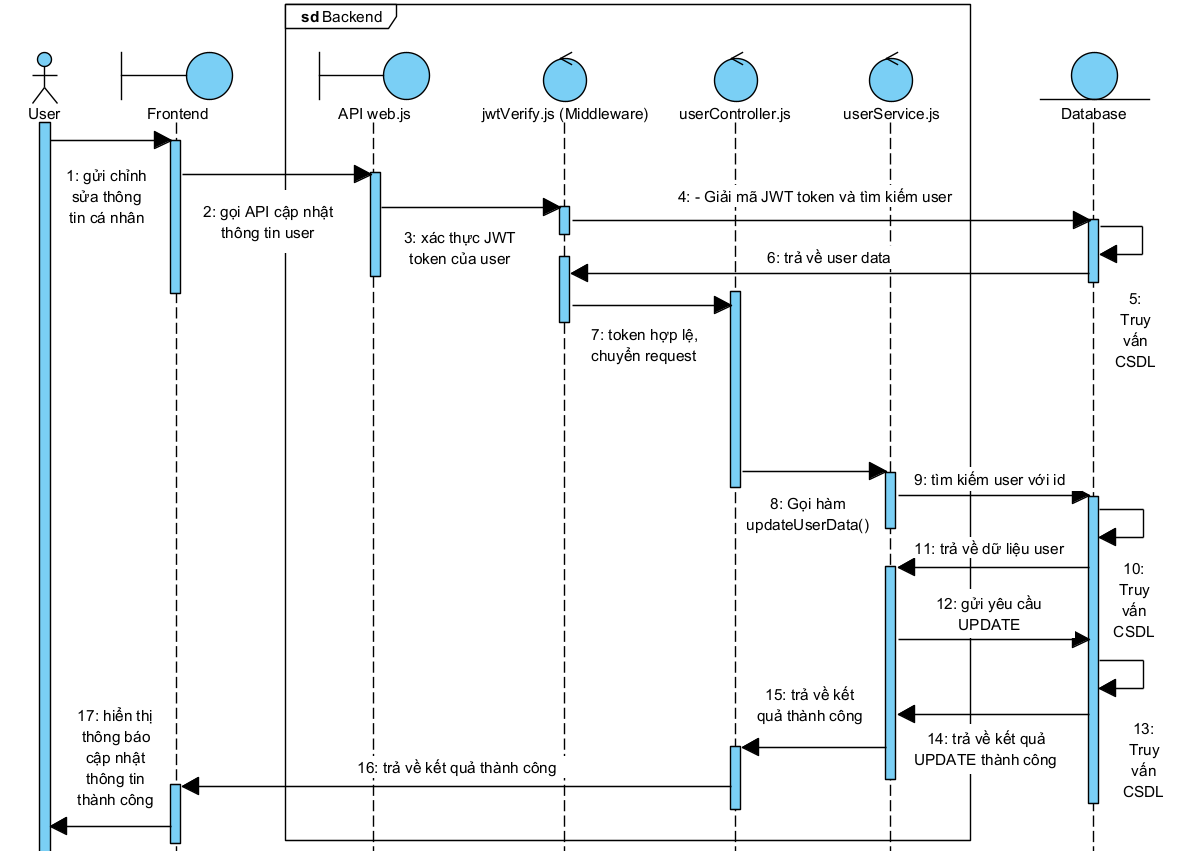 sd Backend
User
Frontend
API web.js
jwtVerify.js (Middleware)
userController.js
userService.js
Database
1: gửi chỉnh
sửa thông
tin cá nhân
2: gọi API cập nhật
thông tin user
3: xác thực JWT
token của user
4: - Giải mã JWT token và tìm kiếm user
5:
Truy
vấn
CSDL
6: trả về user data
7: token hợp lệ,
chuyển request
8: Gọi hàm
updateUserData()
9: tìm kiếm user với id
10:
Truy
vấn
CSDL
11: trả về dữ liệu user
12: gửi yêu cầu
UPDATE
13:
Truy
vấn
CSDL
14: trả về kết quả
UPDATE thành công
15: trả về kết
quả thành công
16: trả về kết quả thành công
17: hiển thị
thông báo
cập nhật
thông tin
thành công